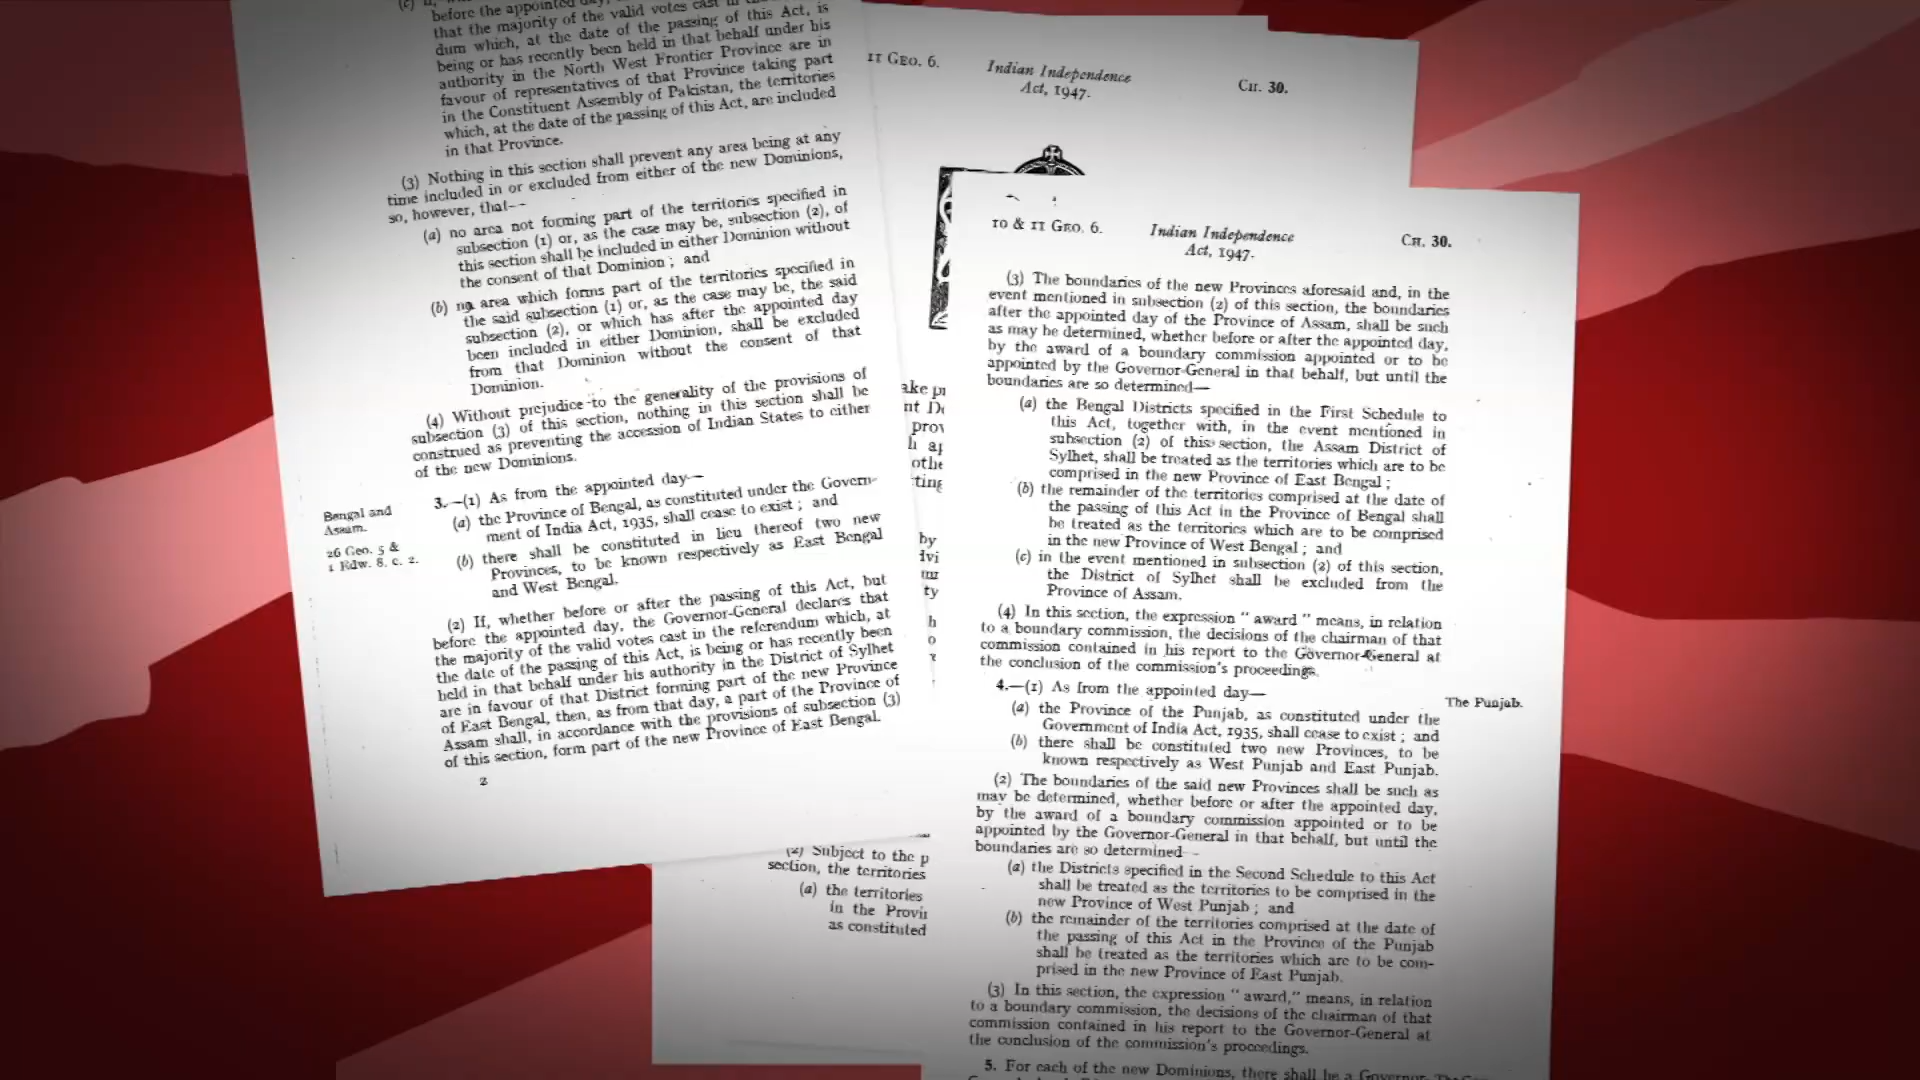 before the appointed day,
that the majority of the valid votes cast in
dum which, at the date of the passing of this Act, is
being or has recently been held in that behalf under his
authority in the North West Frontier Province are in
favour of representatives of that Province taking part
in the Constituent Assembly of Pakistan, the territories
which, at the date of the passing of this Act, are included
in that Province.
(3) Nothing in this section shall prevent any area being at any
time included in or excluded from either of the new Dominions,
so, however, that—
(a) no area not forming part of the territories specified in
subsection (1) or, as the case may be, subsection (2), of
this section shall be included in either Dominion without
the consent of that Dominion ; and
(b) no area which forms part of the territories specified in
the said subsection (1) or, as the case may be, the said
subsection (2), or which has after the appointed day
been included in either Dominion, shall be excluded
from that Dominion without the consent of that
Dominion.
(4) Without prejudice to the generality of the provisions of
subsection (3) of this section, nothing in this section shall be
construed as preventing the accession of Indian States to either
of the new Dominions.
Bengal and
Assam.
26 Geo. 5 &
1 Edw. 8. c. 2.
3.—(1) As from the appointed day—
(a) the Province of Bengal, as constituted under the Govern-
ment of India Act, 1935, shall cease to exist ; and
(b) there shall be constituted in lieu thereof two new
Provinces, to be known respectively as East Bengal
and West Bengal.
(2) If, whether before or after the passing of this Act, but
before the appointed day, the Governor-General declares that
the majority of the valid votes cast in the referendum which, at
the date of the passing of this Act, is being or has recently been
held in that behalf under his authority in the District of Sylhet
are in favour of that District forming part of the new Province
of East Bengal, then, as from that day, a part of the Province of
Assam shall, in accordance with the provisions of subsection (3)
of this section, form part of the new Province of East Bengal.
2
11 GEO. 6.
Indian Independence
Act, 1947.
CH. 30.
by
(2) Subject to the p
section, the territories
(a) the territories
in the Provi
as constituted
10 & 11 GEO. 6.
Indian Independence
Act, 1947.
CH. 30.
(3) The boundaries of the new Provinces aforesaid and, in the
event mentioned in subsection (2) of this section, the boundaries
after the appointed day of the Province of Assam, shall be such
as may be determined, whether before or after the appointed day,
by the award of a boundary commission appointed or to be
appointed by the Governor-General in that behalf, but until the
boundaries are so determined—
(a) the Bengal Districts specified in the First Schedule to
this Act, together with, in the event mentioned in
subsection (2) of this section, the Assam District of
Sylhet, shall be treated as the territories which are to be
comprised in the new Province of East Bengal ;
(b) the remainder of the territories comprised at the date of
the passing of this Act in the Province of Bengal shall
be treated as the territories which are to be comprised
in the new Province of West Bengal ; and
(c) in the event mentioned in subsection (2) of this section,
the District of Sylhet shall be excluded from the
Province of Assam.
(4) In this section, the expression " award " means, in relation
to a boundary commission, the decisions of the chairman of that
commission contained in his report to the Governor-General at
the conclusion of the commission's proceedings.
4.—(1) As from the appointed day—
The Punjab.
(a) the Province of the Punjab, as constituted under the
Government of India Act, 1935, shall cease to exist ; and
(b) there shall be constituted two new Provinces, to be
known respectively as West Punjab and East Punjab.
(2) The boundaries of the said new Provinces shall be such as
may be determined, whether before or after the appointed day,
by the award of a boundary commission appointed or to be
appointed by the Governor-General in that behalf, but until the
boundaries are so determined—
(a) the Districts specified in the Second Schedule to this Act
shall be treated as the territories to be comprised in the
new Province of West Punjab ; and
(b) the remainder of the territories comprised at the date of
the passing of this Act in the Province of the Punjab
shall be treated as the territories which are to be com-
prised in the new Province of East Punjab.
(3) In this section, the expression " award," means, in relation
to a boundary commission, the decisions of the chairman of that
commission contained in his report to the Governor-General at
the conclusion of the commission's proceedings.
5. For each of the new Dominions, there shall be a Governor-